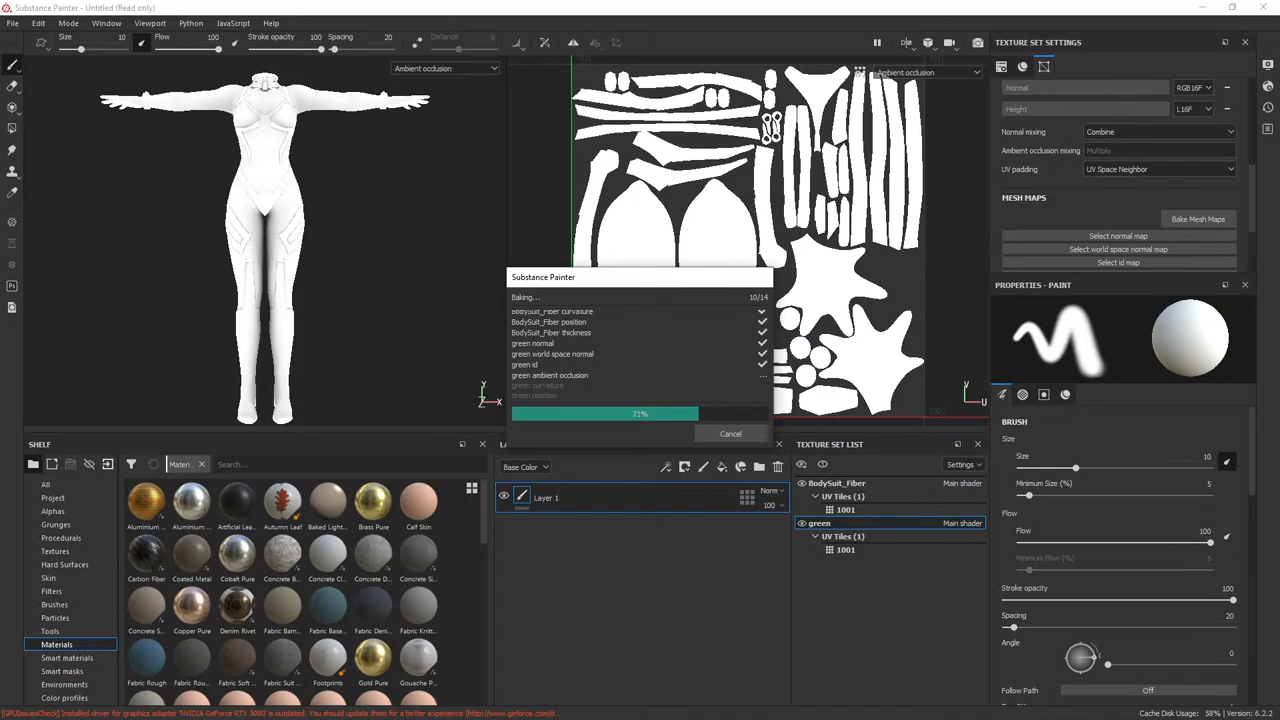 Substance Painter - Untitled (Read only)
File Edit Mode Window Viewport Python JavaScript Help
Size 10 Flow 100 Stroke opacity 100 Spacing 20 Distance 8
Ambient occlusion
Ambient occlusion
TEXTURE SET SETTINGS
Normal RGB16F
Height L16F
Normal mixing Combine
Ambient occlusion mixing Multiply
UV padding UV Space Neighbor
MESH MAPS
Bake Mesh Maps
Select normal map
Select world space normal map
Select id map
Y
X
V
U
Substance Painter
Baking... 10/14
BodySuit_Fiber curvature
BodySuit_Fiber position
BodySuit_Fiber thickness
green normal
green world space normal
green id
green ambient occlusion ...
green curvature
green position
71%
Cancel
PROPERTIES - PAINT
BRUSH
Size
Size 10
Minimum Size (%) 5
Flow
Flow 100
Minimum Flow (%) 5
Stroke opacity 100
Spacing 20
Angle 0
Follow Path Off
SHELF
Materi...
Search...
All
Project
Alphas
Grunges
Procedurals
Textures
Hard Surfaces
Skin
Filters
Brushes
Particles
Tools
Materials
Smart materials
Smart masks
Environments
Color profiles
Aluminium ... Aluminium ... Artificial Lea... Autumn Leaf Baked Light... Brass Pure Calf Skin
Carbon Fiber Coated Metal Cobalt Pure Concrete B... Concrete Cl... Concrete D... Concrete Si...
Concrete S... Copper Pure Denim Rivet Fabric Bam... Fabric Base... Fabric Deni... Fabric Knitt...
Fabric Rough Fabric Rou... Fabric Soft ... Fabric Suit ... Footprints Gold Pure Gouache P...
LA
Base Color
Layer 1
Norm
100
TEXTURE SET LIST
Settings
BodySuit_Fiber Main shader
UV Tiles (1)
1001
green Main shader
UV Tiles (1)
1001
[GPUIssuesCheck] Installed driver for graphics adapter 'NVIDIA GeForce RTX 3080' is outdated. You should update them for a better experience (http://www.geforce.com/d
Cache Disk Usage: 58% | Version: 6.2.2